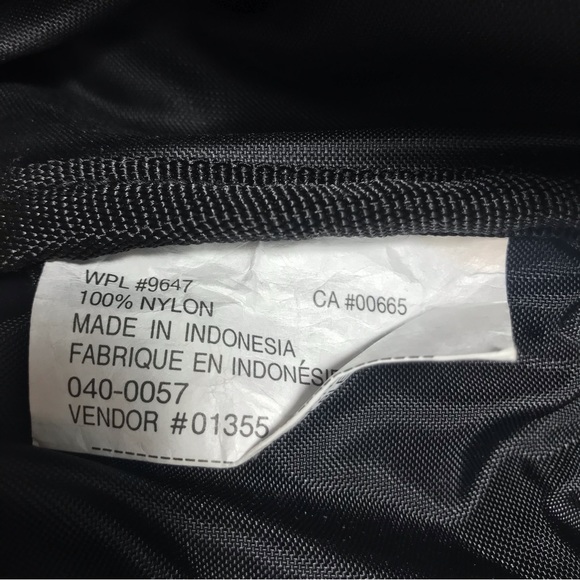 WPL #9647
100% NYLON CA #00665
MADE IN INDONESIA
FABRIQUE EN INDONÉSIE
040-0057
VENDOR #01355